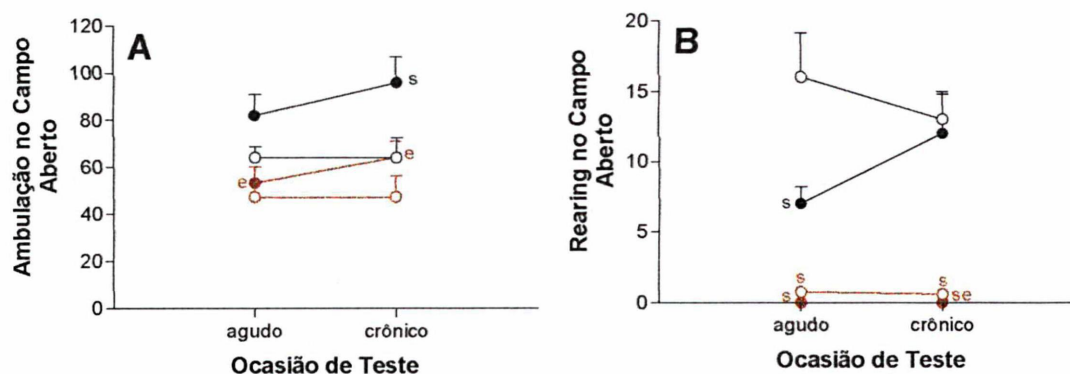 A
Ambulação no Campo
Aberto
120
100
80
60
40
20
0
s
e
e
agudo
crônico
Ocasião de Teste
B
Rearing no Campo
Aberto
20
15
10
5
0
s
s
s
s
se
agudo
crônico
Ocasião de Teste